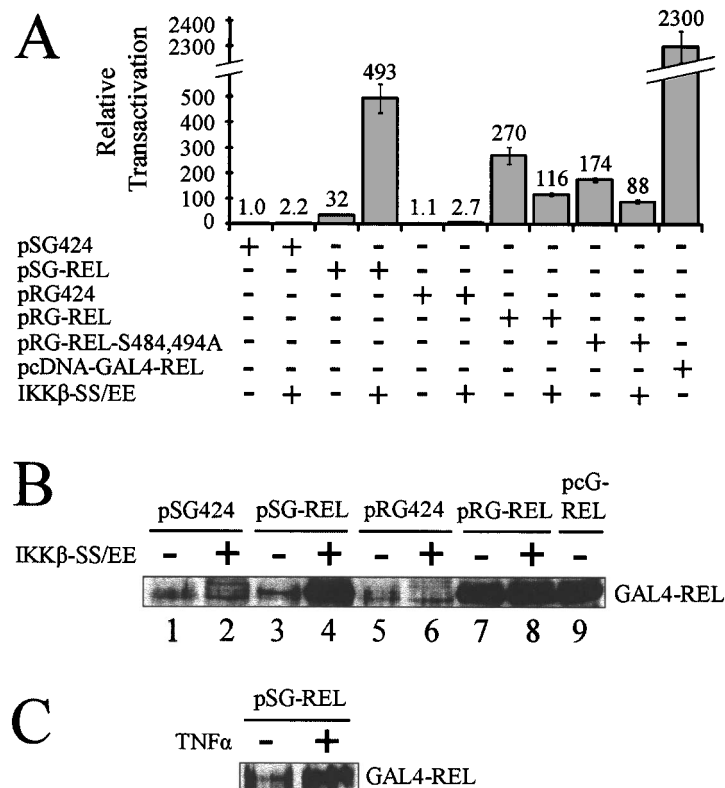 A
Relative
Transactivation
2400
2300
500
400
300
200
100
0
1.0
2.2
32
493
1.1
2.7
270
116
174
88
2300
pSG424 + + - - - - - - - - -
pSG-REL - - + + - - - - - - -
pRG424 - - - - + + - - - - -
pRG-REL - - - - - - + + - - -
pRG-REL-S484,494A - - - - - - - - + + -
pcDNA-GAL4-REL - - - - - - - - - - +
IKKβ-SS/EE - + - + - + - + - + -
B
pSG424 pSG-REL pRG424 pRG-REL pcG-
REL
IKKβ-SS/EE - + - + - + - + -
GAL4-REL
1 2 3 4 5 6 7 8 9
C
pSG-REL
TNFα - +
GAL4-REL